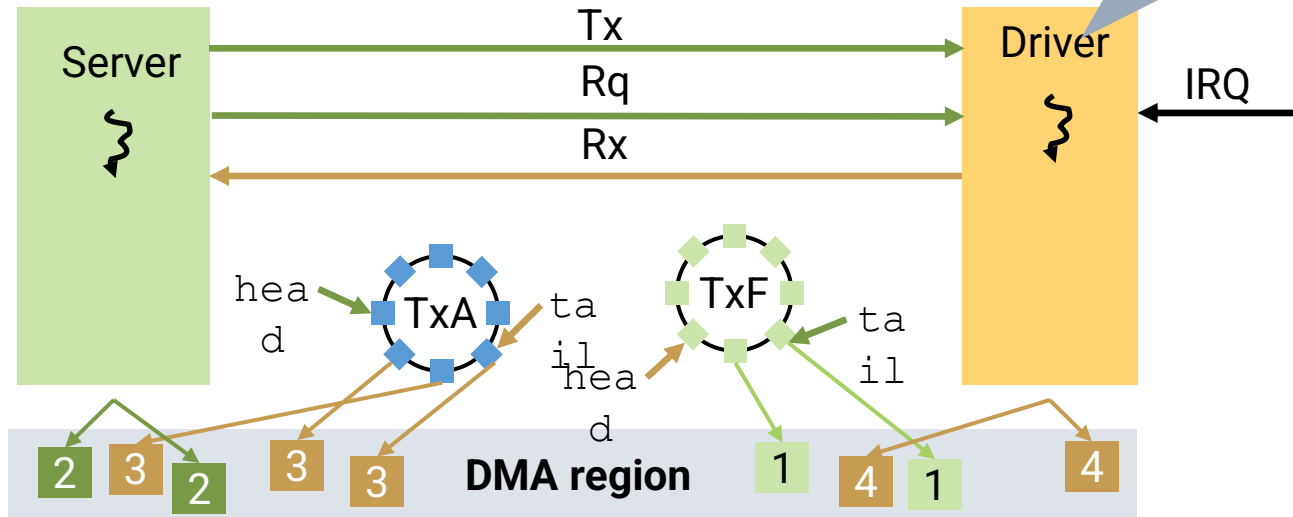 Tx
Server
Driver
Rq
IRQ
Rx
hea
d
TxA
ta
il
TxF
hea
d
ta
il
2
3
2
3
3
DMA region
1
4
1
4